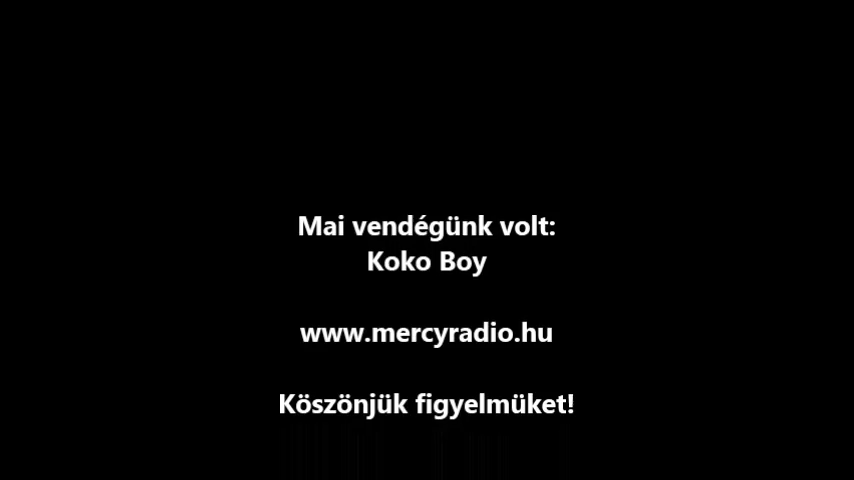 Mai vendégünk volt:
Koko Boy
www.mercyradio.hu
Köszönjük figyelmüket!